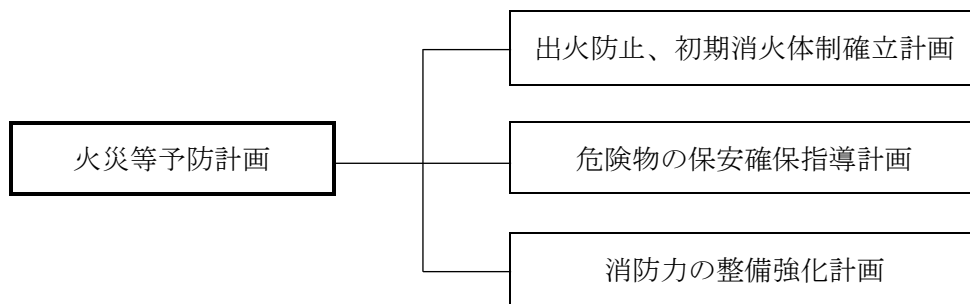 火災等予防計画
出火防止、初期消火体制確立計画
危険物の保安確保指導計画
消防力の整備強化計画